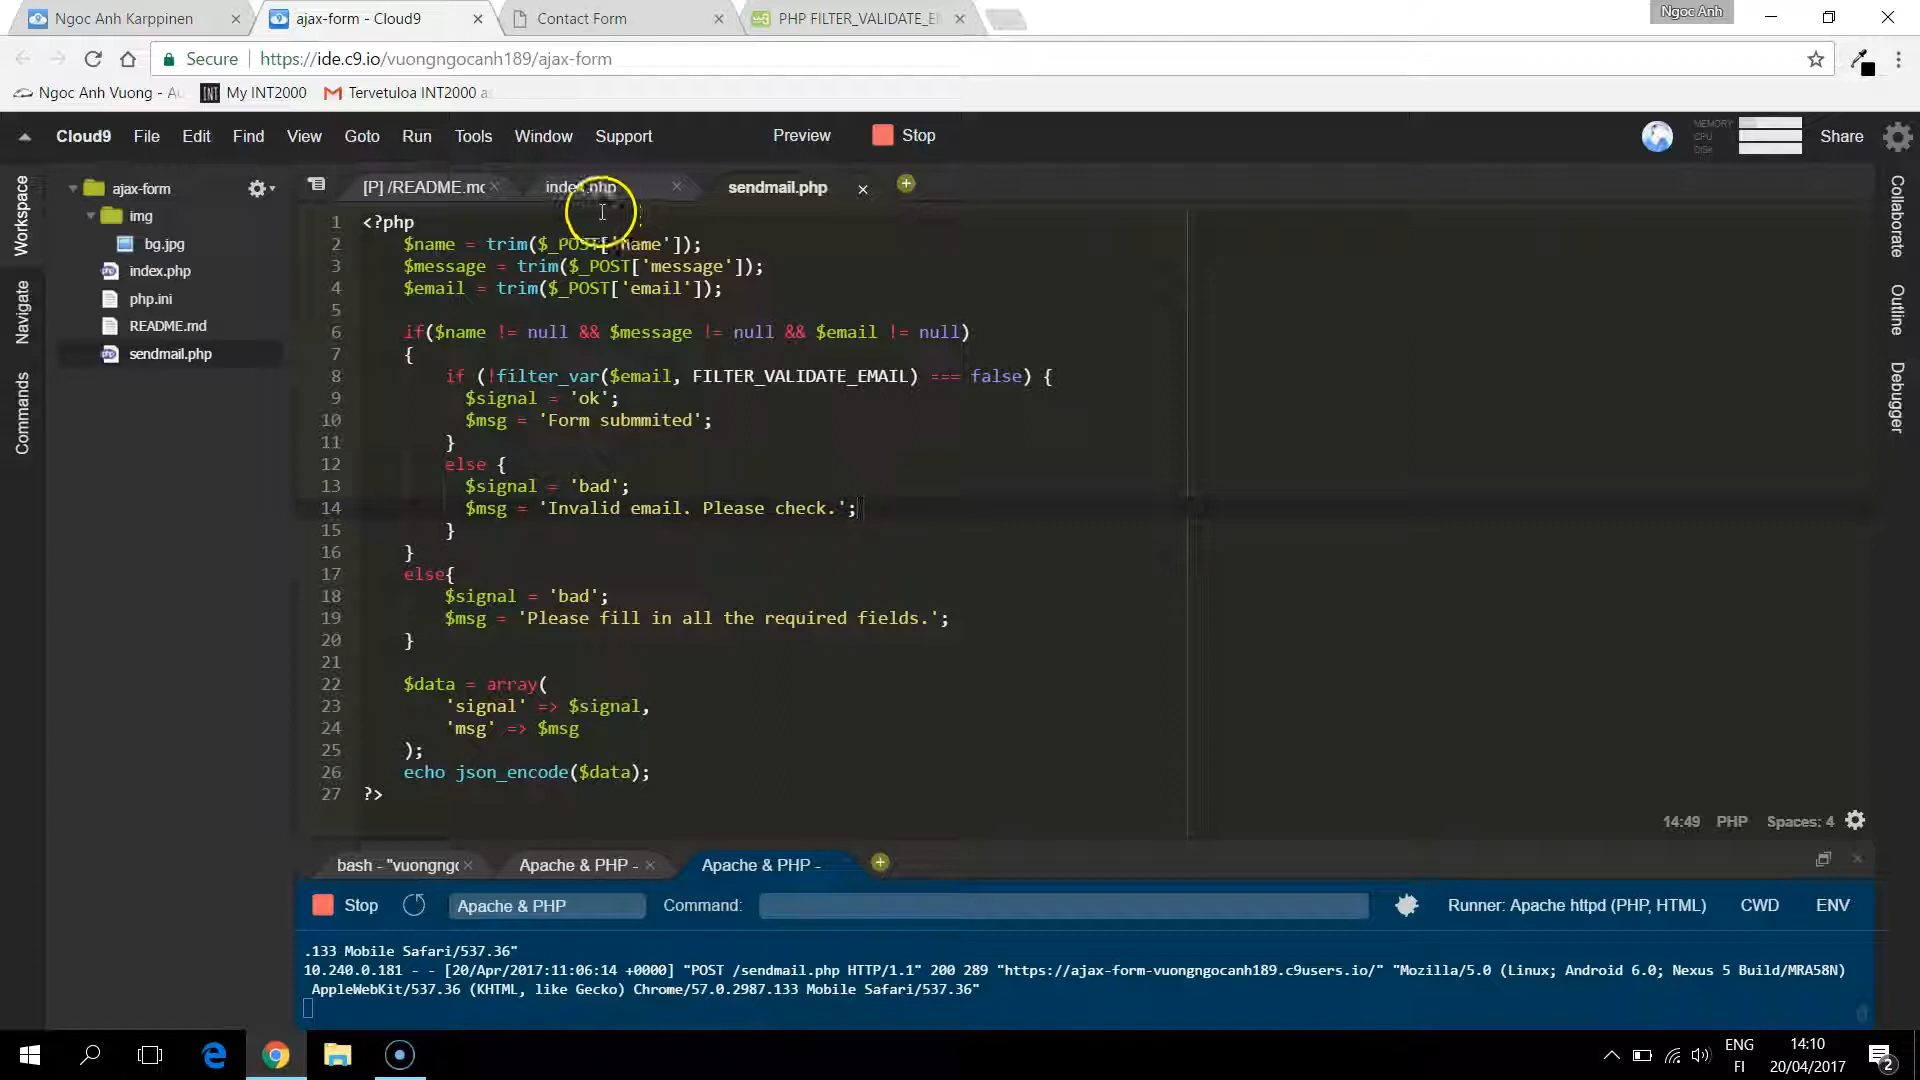 Ngoc Anh Karppinen
ajax-form - Cloud9
Contact Form
PHP FILTER_VALIDATE_E
Ngoc Anh
Secure
https://ide.c9.io/vuongngocanh189/ajax-form
Ngoc Anh Vuong - Au
INT My INT2000
Tervetuloa INT2000 a
Cloud9 File Edit Find View Goto Run Tools Window Support Preview Stop
MEMORY
CPU
DISK
Share
Workspace
Navigate
Commands
ajax-form
img
bg.jpg
index.php
php.ini
README.md
sendmail.php
[P] /README.mc
index.php
sendmail.php
1 <?php
2 $name = trim($_POST['name']);
3 $message = trim($_POST['message']);
4 $email = trim($_POST['email']);
5
6 if($name != null && $message != null && $email != null)
7 {
8 if (!filter_var($email, FILTER_VALIDATE_EMAIL) === false) {
9 $signal = 'ok';
10 $msg = 'Form submmited';
11 }
12 else {
13 $signal = 'bad';
14 $msg = 'Invalid email. Please check.';
15 }
16 }
17 else{
18 $signal = 'bad';
19 $msg = 'Please fill in all the required fields.';
20 }
21
22 $data = array(
23 'signal' => $signal,
24 'msg' => $msg
25 );
26 echo json_encode($data);
27 ?>
14:49 PHP Spaces: 4
Collaborate
Outline
Debugger
bash - "vuongngo
Apache & PHP -
Apache & PHP -
Stop
Apache & PHP
Command:
Runner: Apache httpd (PHP, HTML)
CWD
ENV
.133 Mobile Safari/537.36"
10.240.0.181 - - [20/Apr/2017:11:06:14 +0000] "POST /sendmail.php HTTP/1.1" 200 289 "https://ajax-form-vuongngocanh189.c9users.io/" "Mozilla/5.0 (Linux; Android 6.0; Nexus 5 Build/MRA58N)
AppleWebKit/537.36 (KHTML, like Gecko) Chrome/57.0.2987.133 Mobile Safari/537.36"
ENG
FI
14:10
20/04/2017
2